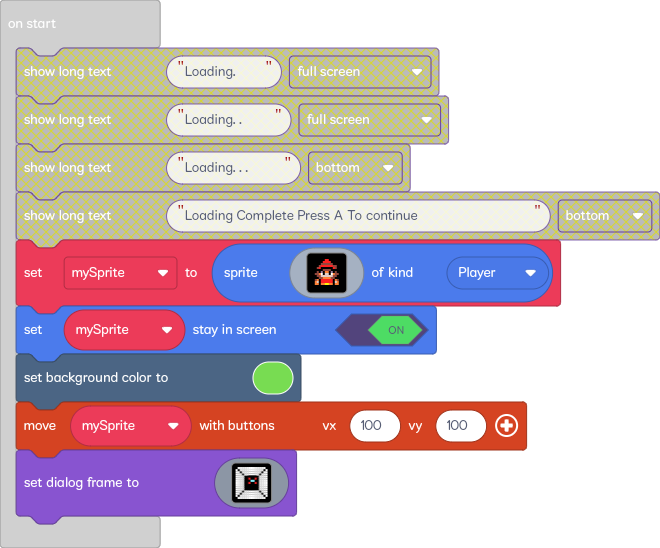 on start
show long text "Loading. " full screen
show long text "Loading. . " full screen
show long text "Loading. . . " bottom
show long text "Loading Complete Press A To continue " bottom
set mySprite to sprite of kind Player
set mySprite stay in screen ON
set background color to
move mySprite with buttons vx 100 vy 100
set dialog frame to